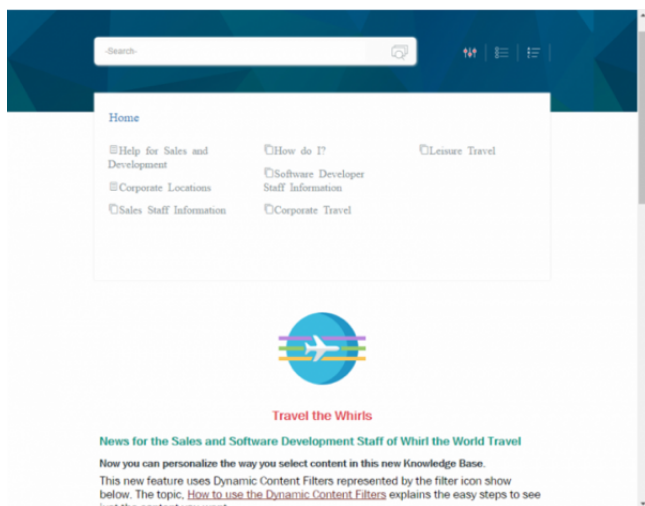 -Search-
Home
Help for Sales and
Development
Corporate Locations
Sales Staff Information
How do I?
Software Developer
Staff Information
Corporate Travel
Leisure Travel
Travel the Whirls
News for the Sales and Software Development Staff of Whirl the World Travel
Now you can personalize the way you select content in this new Knowledge Base.
This new feature uses Dynamic Content Filters represented by the filter icon show
below. The topic, How to use the Dynamic Content Filters explains the easy steps to see